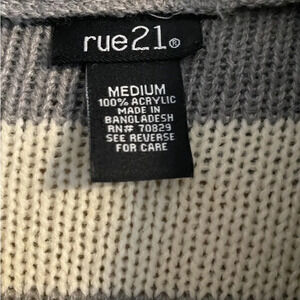 rue21®
MEDIUM
100% ACRYLIC
MADE IN
BANGLADESH
RN# 70829
SEE REVERSE
FOR CARE